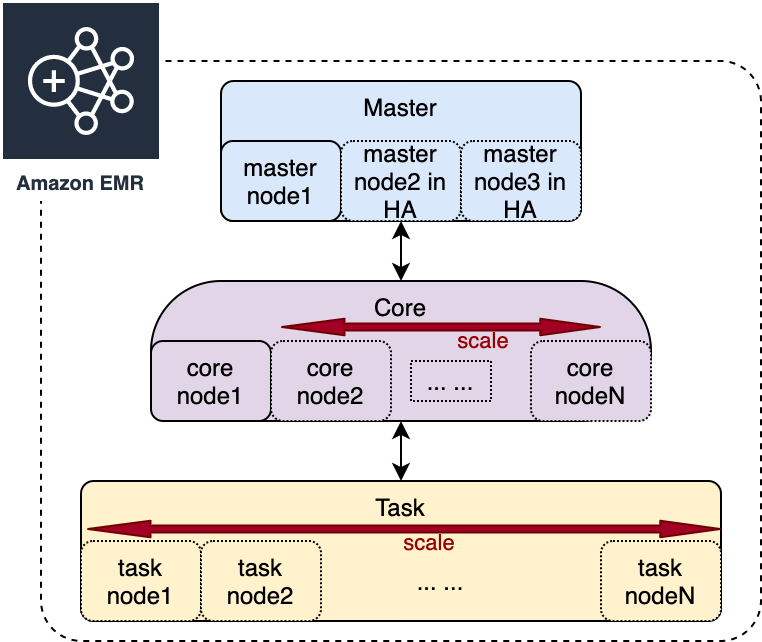 Amazon EMR
Master
master
node1
master
node2 in
HA
master
node3 in
HA
Core
scale
core
node1
core
node2
... ...
core
nodeN
Task
scale
task
node1
task
node2
... ...
task
nodeN